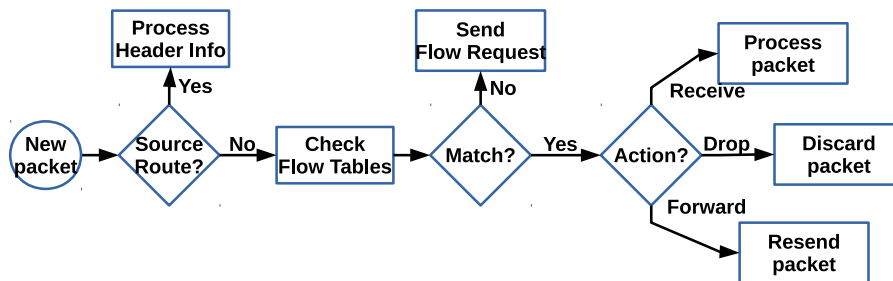 Process
Header Info
Yes
New
packet
Source
Route?
No
Check
Flow Tables
Send
Flow Request
No
Match?
Yes
Action?
Receive
Process
packet
Drop
Discard
packet
Forward
Resend
packet